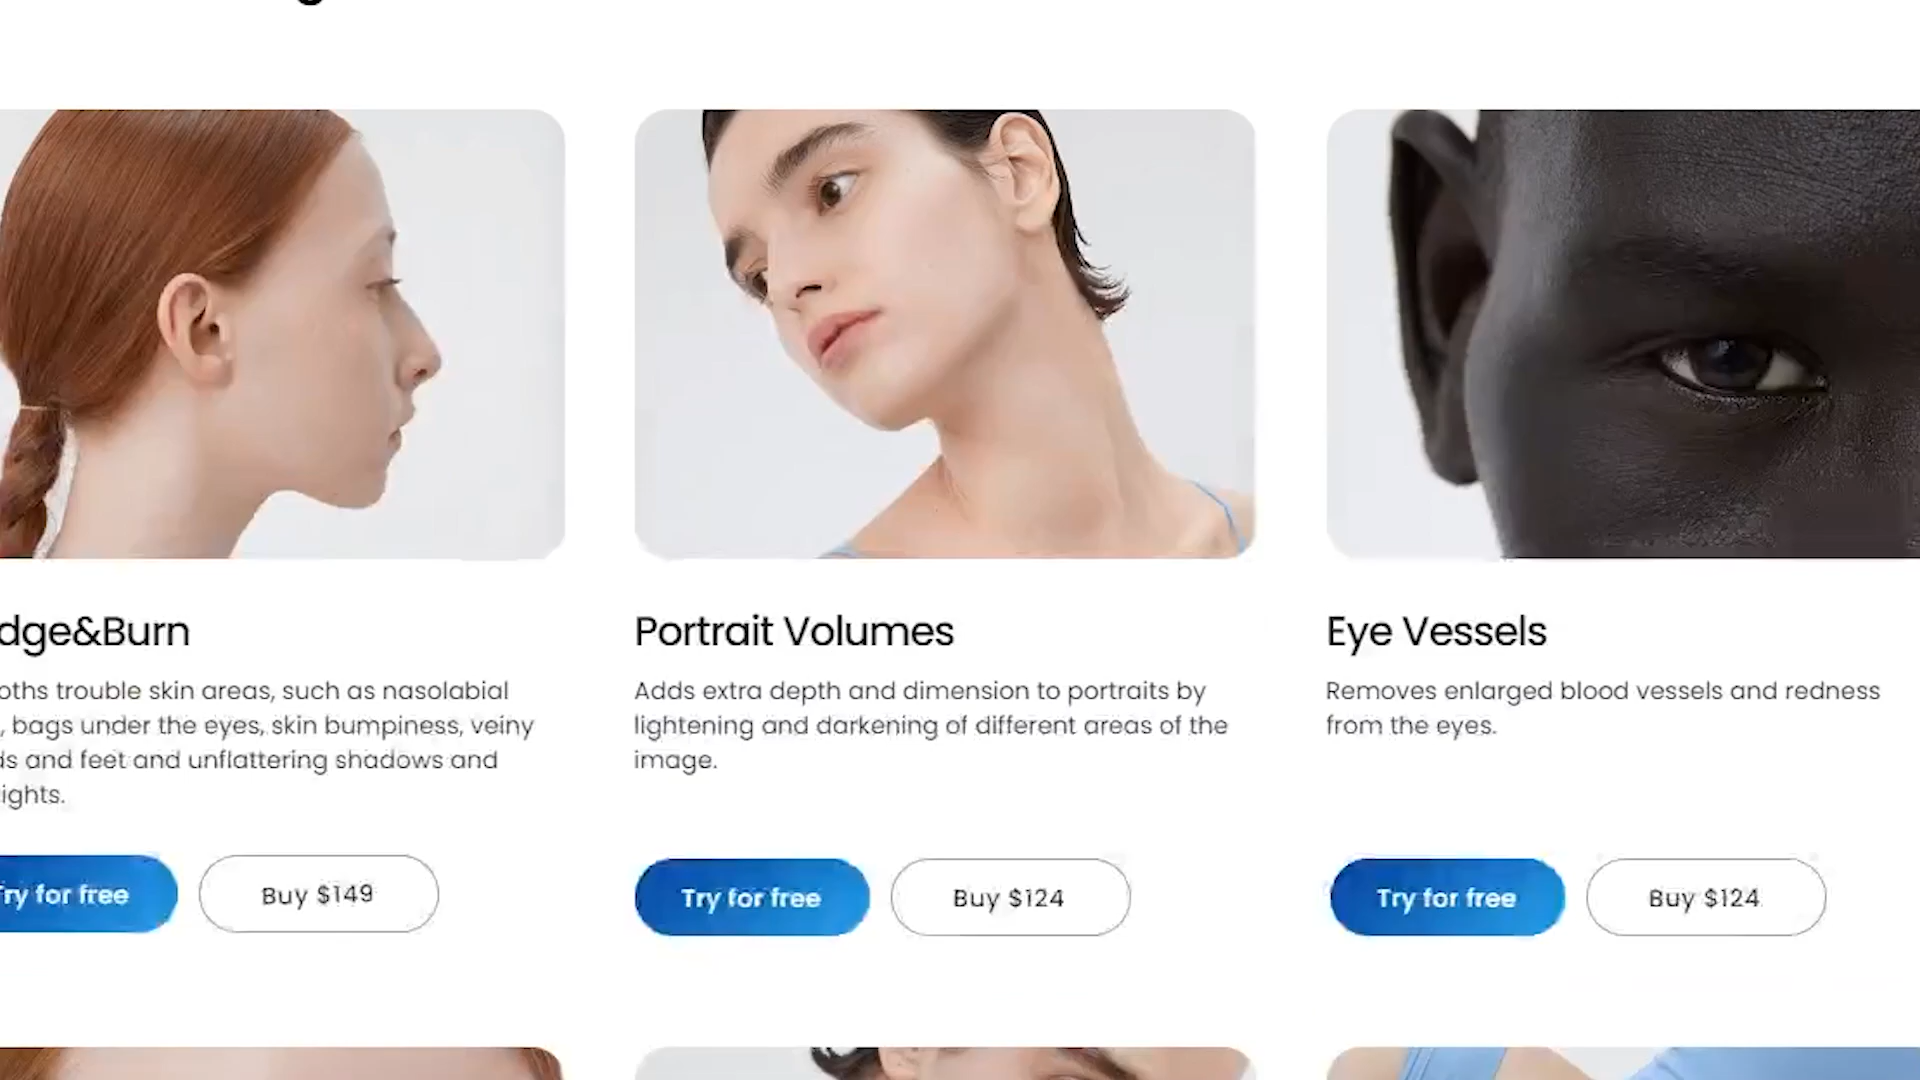 dge&Burn
oths trouble skin areas, such as nasolabial
, bags under the eyes, skin bumpiness, veiny
ds and feet and unflattering shadows and
ights.
Try for free
Buy $149
Portrait Volumes
Adds extra depth and dimension to portraits by
lightening and darkening of different areas of the
image.
Try for free
Buy $124
Eye Vessels
Removes enlarged blood vessels and redness
from the eyes.
Try for free
Buy $124